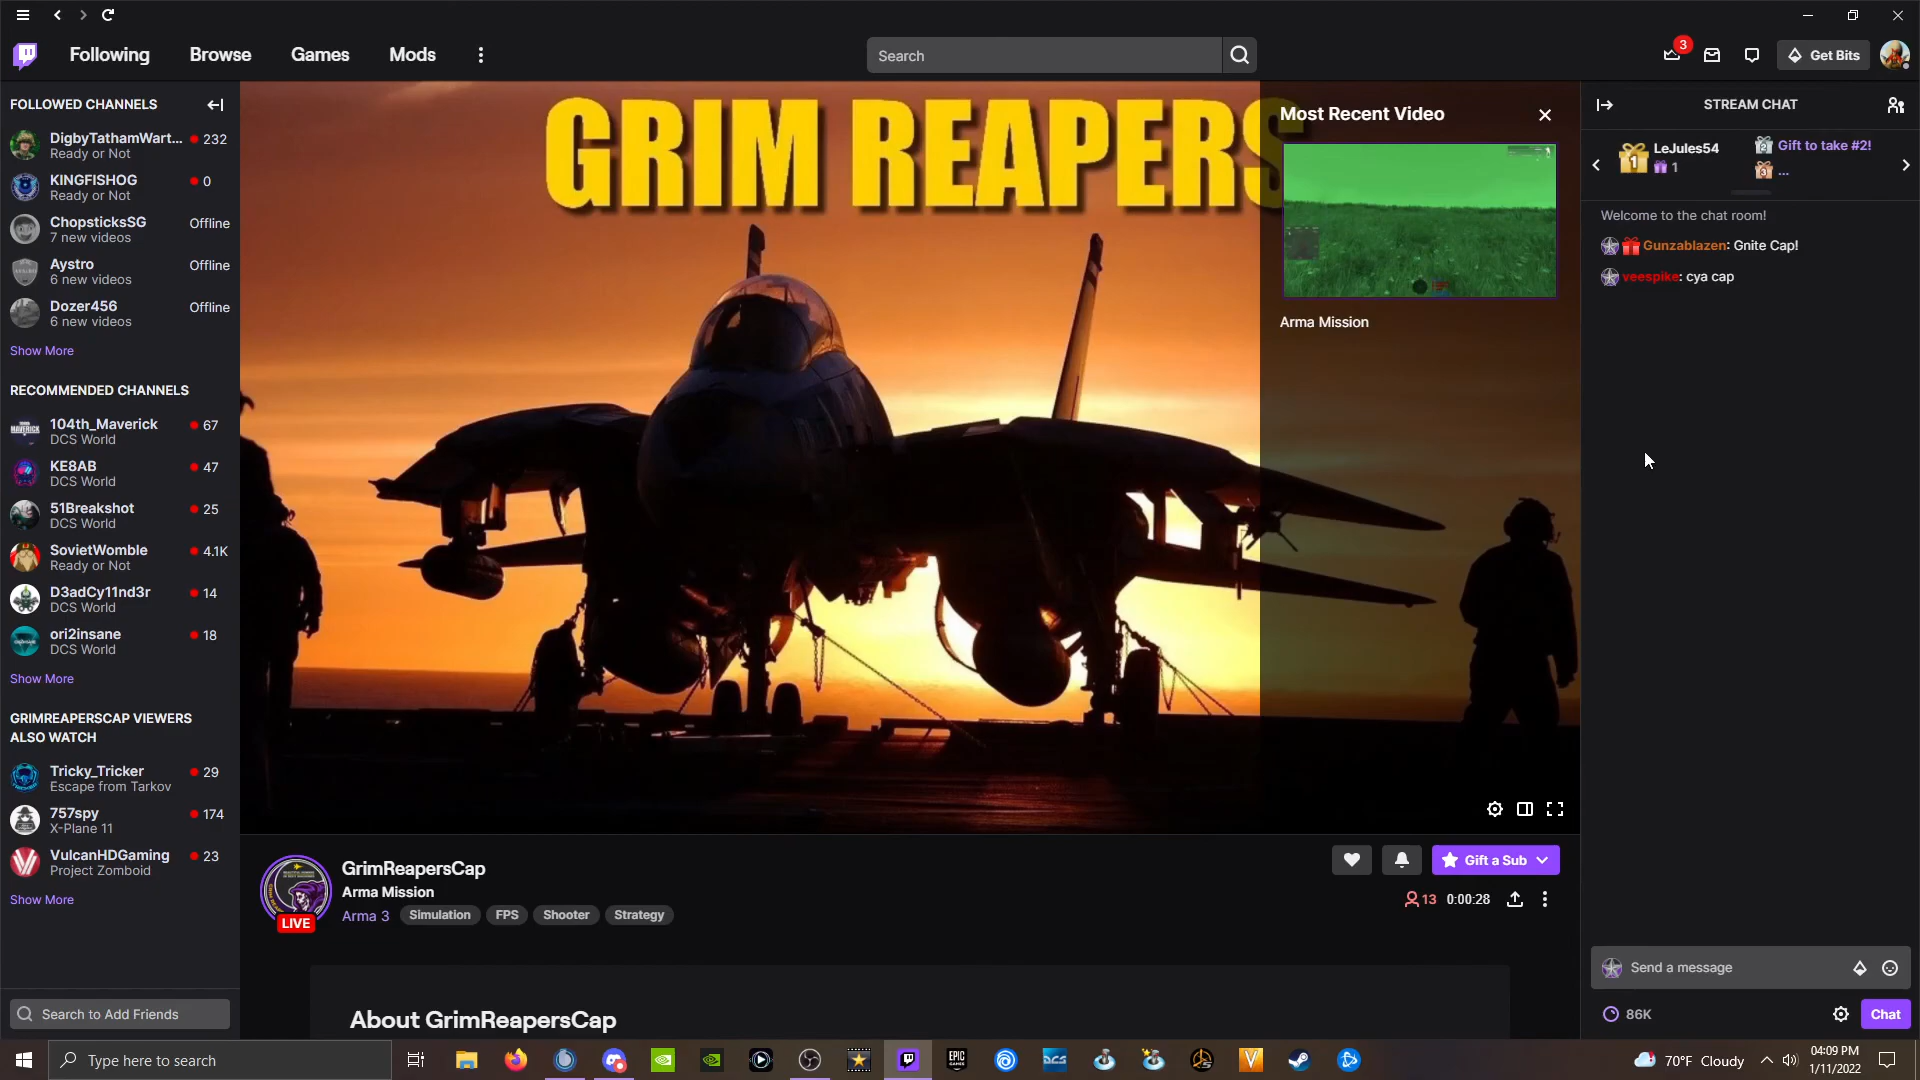 Following
Browse
Games
Mods
Search
3
Get Bits
FOLLOWED CHANNELS
DigbyTathamWart...
232
Ready or Not
KINGFISHOG
0
Ready or Not
ChopsticksSG
Offline
7 new videos
Aystro
Offline
6 new videos
Dozer456
Offline
6 new videos
Show More
RECOMMENDED CHANNELS
104th_Maverick
67
DCS World
KE8AB
47
DCS World
51Breakshot
25
DCS World
SovietWomble
4.1K
Ready or Not
D3adCy11nd3r
14
DCS World
ori2insane
18
DCS World
Show More
GRIMREAPERSCAP VIEWERS
ALSO WATCH
Tricky_Tricker
29
Escape from Tarkov
757spy
174
X-Plane 11
VulcanHDGaming
23
Project Zomboid
Show More
Search to Add Friends
GRIM REAPERS
Most Recent Video
Arma Mission
GrimReapersCap
Arma Mission
Arma 3
Simulation
FPS
Shooter
Strategy
LIVE
Gift a Sub
13
0:00:28
About GrimReapersCap
STREAM CHAT
1
LeJules54
1
2
Gift to take #2!
3
...
Welcome to the chat room!
Gunzablazen: Gnite Cap!
veespike: cya cap
Send a message
86K
Chat
Type here to search
EPIC
GAMES
DCS
70°F Cloudy
04:09 PM
1/11/2022